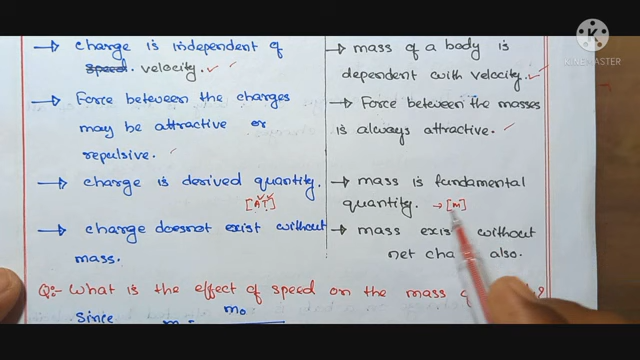 → charge is independent of
speed. velocity.
→ Force between the charges
may be attractive or
repulsive.
→ charge is derived quantity.
[AT]
→ charge doesnot exist without
mass.
→ mass of a body is
dependent with velocity.
→ Force between the masses
is always attractive.
→ mass is fundamental
quantity. → [M]
→ mass exist without
net also.
Q:- What is the effect of speed on the mass
Since
m = m₀
KINEMASTER